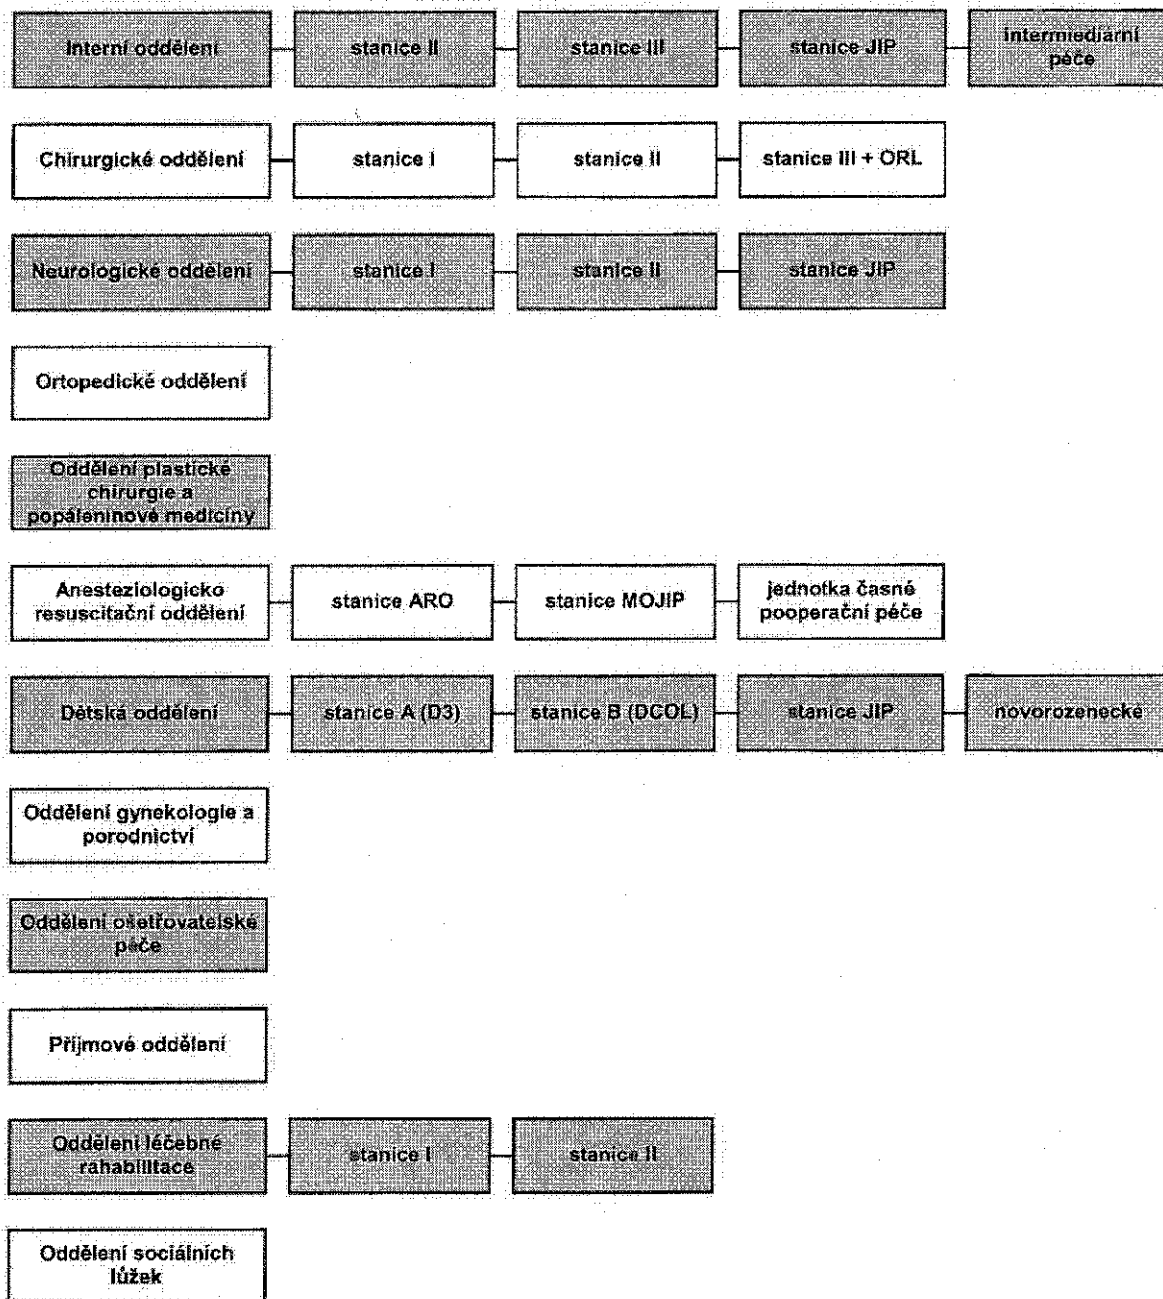 Interní oddělení
stanice II
stanice III
stanice JIP
intermediární
péče
Chirurgické oddělení
stanice I
stanice II
stanice III + ORL
Neurologické oddělení
stanice I
stanice II
stanice JIP
Ortopedické oddělení
Oddělení plastické
chirurgie a
popáleninové medicíny
Anesteziologicko
resuscitační oddělení
stanice ARO
stanice MOJIP
jednotka časné
pooperační péče
Dětská oddělení
stanice A (D3)
stanice B (DCOL)
stanice JIP
novorozenecké
Oddělení gynekologie a
porodnictví
Oddělení ošetřovatelské
péče
Příjmové oddělení
Oddělení léčebné
rahabilitace
stanice I
stanice II
Oddělení sociálních
lůžek